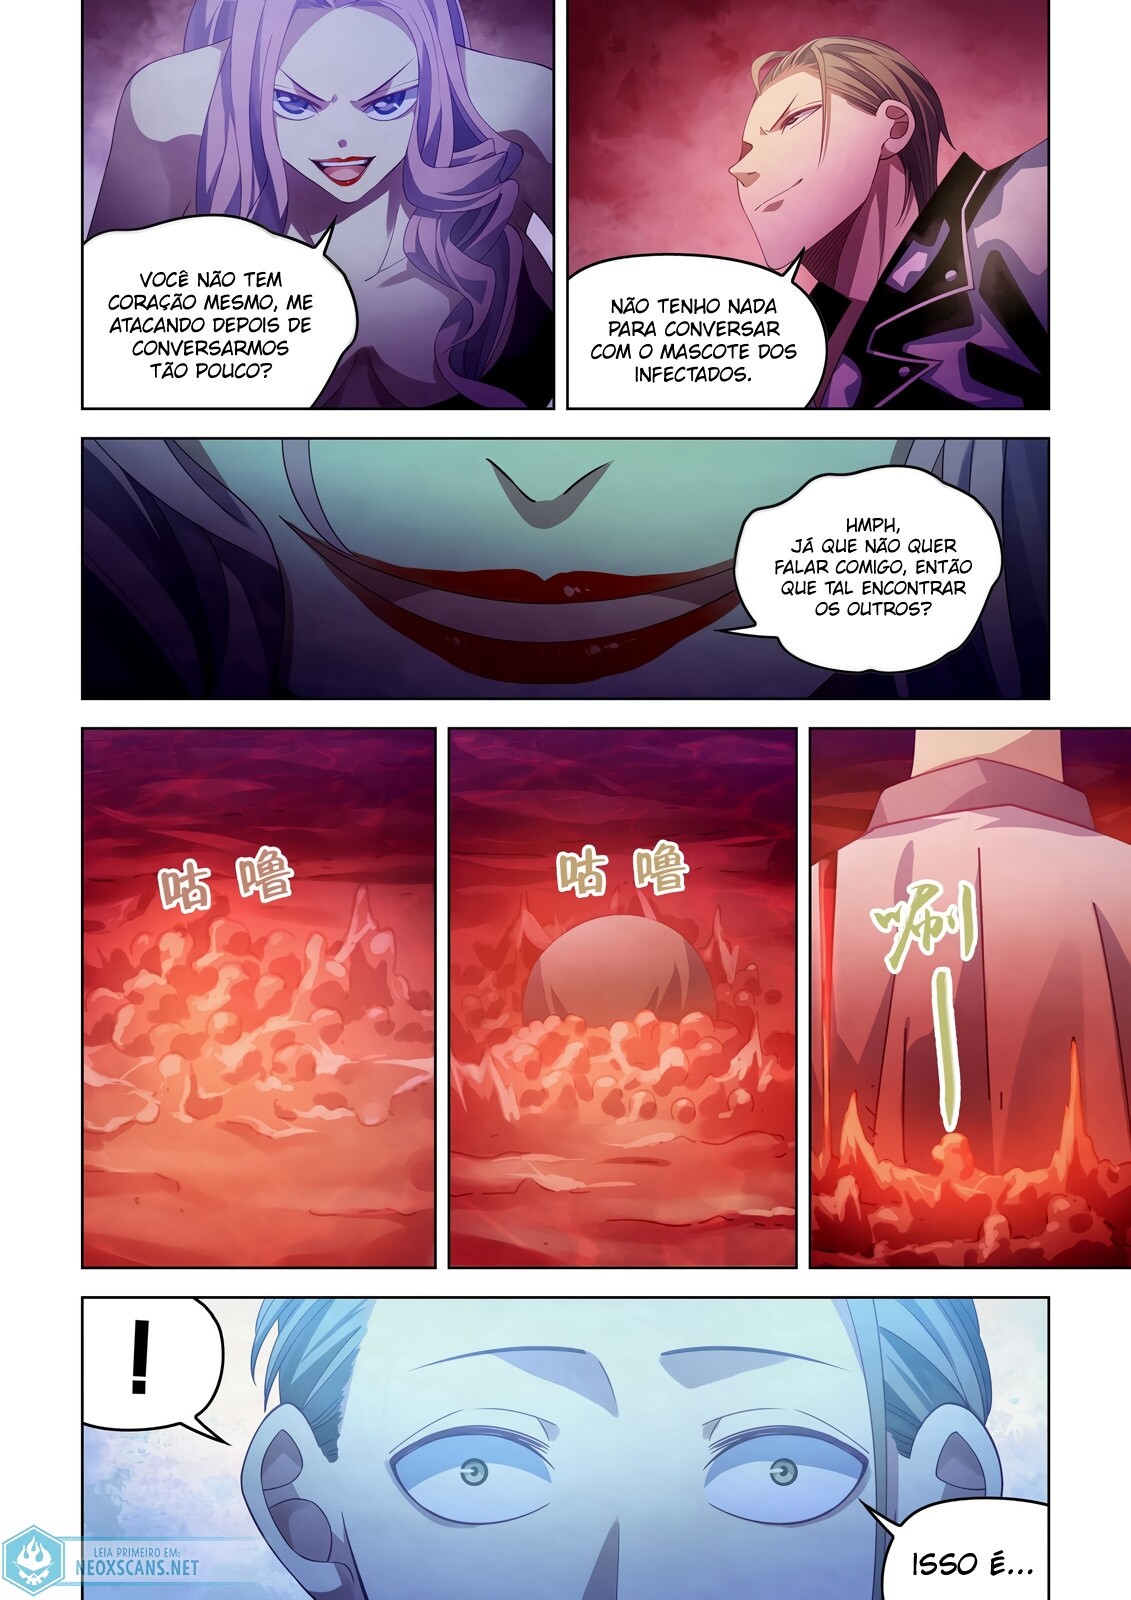 VOCÊ NÃO TEM
CORAÇÃO MESMO, ME
ATACANDO DEPOIS DE
CONVERSARMOS
TÃO POUCO?
NÃO TENHO NADA
PARA CONVERSAR
COM O MASCOTE DOS
INFECTADOS.
HMPH,
JÁ QUE NÃO QUER
FALAR COMIGO, ENTÃO
QUE TAL ENCONTRAR
OS OUTROS?
咕 噜
咕 噜
唰
!
ISSO É...
LEIA PRIMEIRO EM:
NEOXSCANS.NET